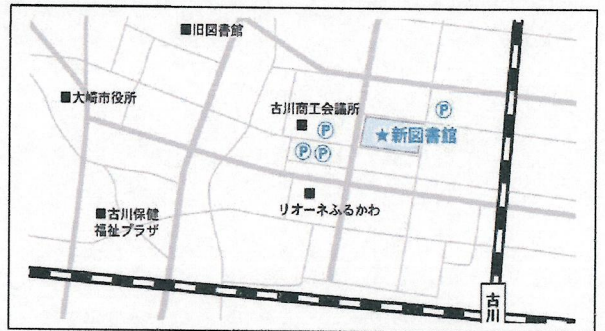 ■旧図書館
■大崎市役所
古川商工会議所
■
Ⓟ
Ⓟ
ⓅⓅ
★新図書館
■
リオーネふるかわ
■古川保健
福祉プラザ
古川